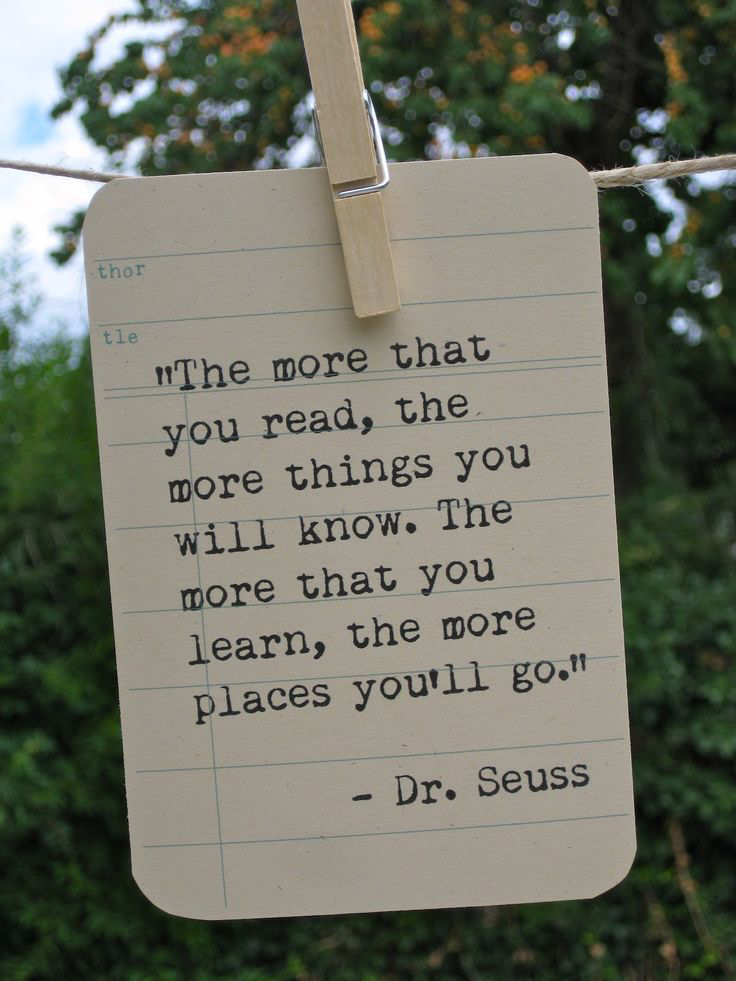 thor
tle
"The more that
you read, the
more things you
will know. The
more that you
learn, the more
places you'll go."
- Dr. Seuss